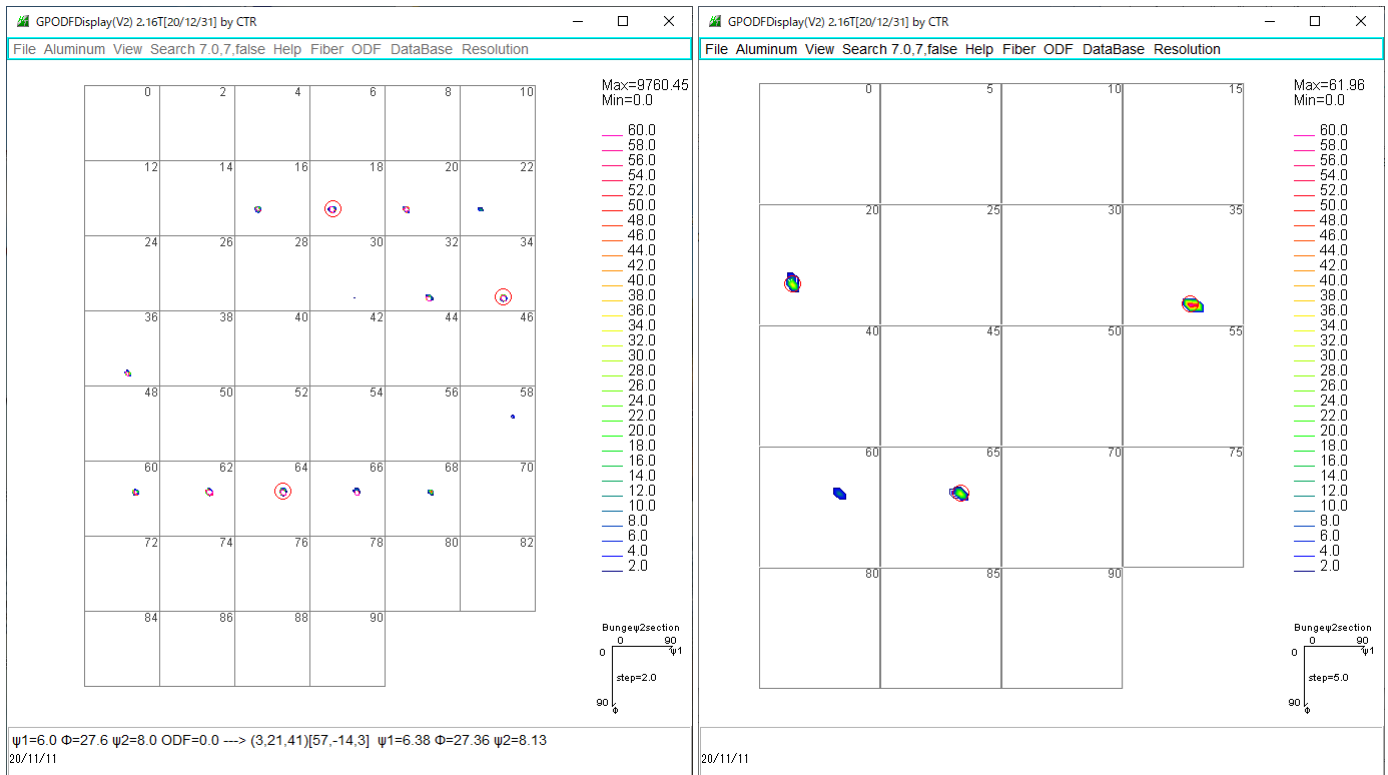 GPODFDisplay(V2) 2.16T[20/12/31] by CTR
File Aluminum View Search 7.0,7,false Help Fiber ODF DataBase Resolution
Max=9760.45
Min=0.0
0 2 4 6 8 10
12 14 16 18 20 22
24 26 28 30 32 34
36 38 40 42 44 46
48 50 52 54 56 58
60 62 64 66 68 70
72 74 76 78 80 82
84 86 88 90
60.0
58.0
56.0
54.0
52.0
50.0
48.0
46.0
44.0
42.0
40.0
38.0
36.0
34.0
32.0
30.0
28.0
26.0
24.0
22.0
20.0
18.0
16.0
14.0
12.0
10.0
8.0
6.0
4.0
2.0
Bungeψ2section
0 90
0 ψ1
step=2.0
90
Φ
ψ1=6.0 Φ=27.6 ψ2=8.0 ODF=0.0 ---> (3,21,41)[57,-14,3] ψ1=6.38 Φ=27.36 ψ2=8.13
20/11/11
GPODFDisplay(V2) 2.16T[20/12/31] by CTR
File Aluminum View Search 7.0,7,false Help Fiber ODF DataBase Resolution
Max=61.96
Min=0.0
0 5 10 15
20 25 30 35
40 45 50 55
60 65 70 75
80 85 90
60.0
58.0
56.0
54.0
52.0
50.0
48.0
46.0
44.0
42.0
40.0
38.0
36.0
34.0
32.0
30.0
28.0
26.0
24.0
22.0
20.0
18.0
16.0
14.0
12.0
10.0
8.0
6.0
4.0
2.0
Bungeψ2section
0 90
0 ψ1
step=5.0
90
Φ
20/11/11